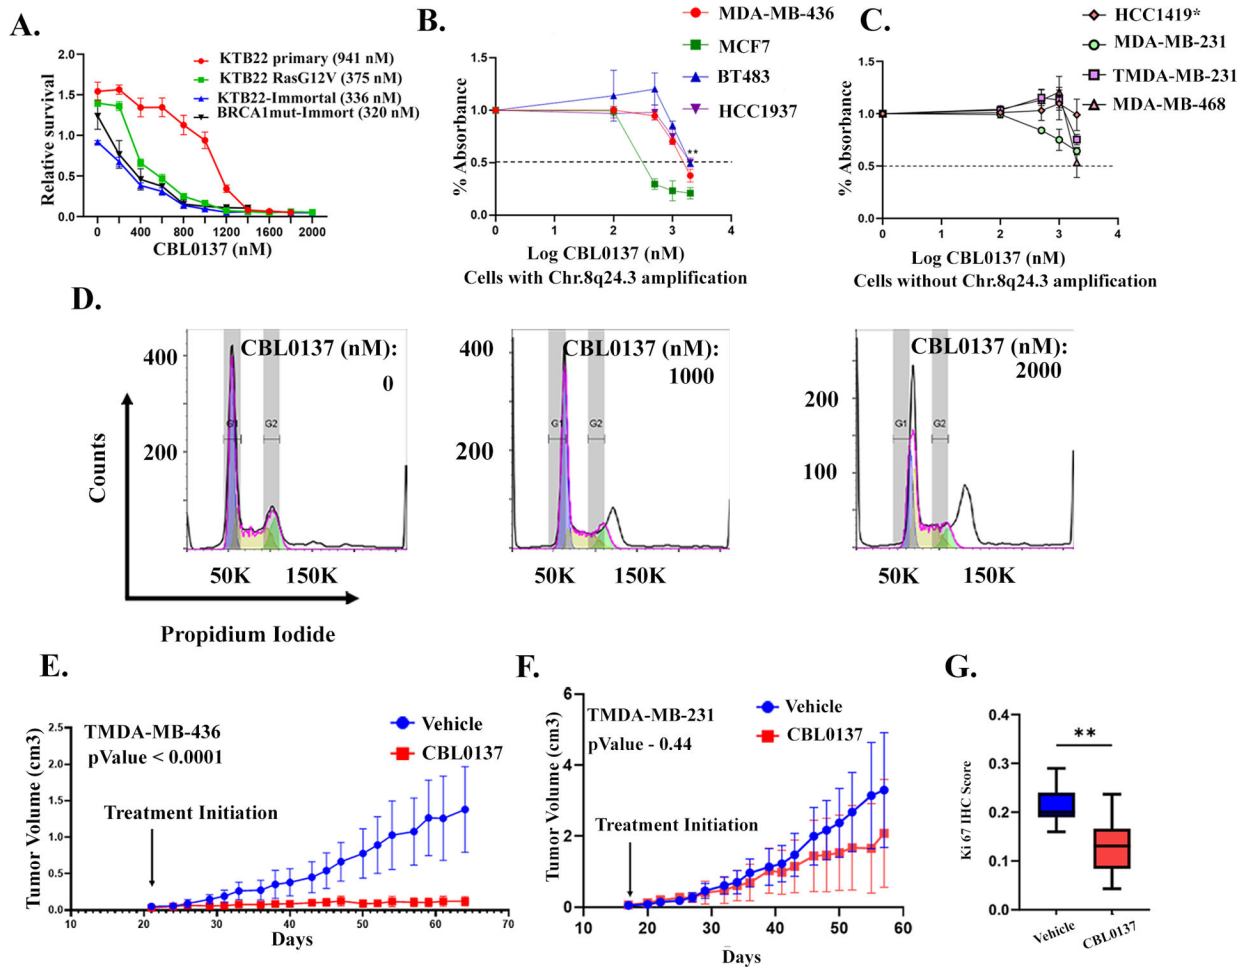 A.
2.0
1.5
1.0
0.5
0.0
Relative survival
0 400 800 1200 1600 2000
CBL0137 (nM)
KTB22 primary (941 nM)
KTB22 RasG12V (375 nM)
KTB22-Immortal (336 nM)
BRCA1mut-Immort (320 nM)
B.
MDA-MB-436
MCF7
BT483
HCC1937
1.5
1.0
0.5
0.0
% Absorbance
**
0 1 2 3 4
Log CBL0137 (nM)
Cells with Chr.8q24.3 amplification
C.
HCC1419*
MDA-MB-231
TMDA-MB-231
MDA-MB-468
1.5
1.0
0.5
0.0
% Absorbance
0 1 2 3 4
Log CBL0137 (nM)
Cells without Chr.8q24.3 amplification
D.
Counts
400
200
CBL0137 (nM):
0
G1 G2
50K 150K
400
200
CBL0137 (nM):
1000
G1 G2
50K 150K
200
100
CBL0137 (nM):
2000
G1 G2
50K 150K
Propidium Iodide
E.
TMDA-MB-436
pValue < 0.0001
Vehicle
CBL0137
Treatment Initiation
2.5
2.0
1.5
1.0
0.5
0.0
Tumor Volume (cm3)
10 20 30 40 50 60 70
Days
F.
TMDA-MB-231
pValue - 0.44
Vehicle
CBL0137
Treatment Initiation
6
4
2
0
Tumor Volume (cm3)
10 20 30 40 50 60
Days
G.
0.4
0.3
0.2
0.1
0.0
Ki 67 IHC Score
**
Vehicle
CBL0137